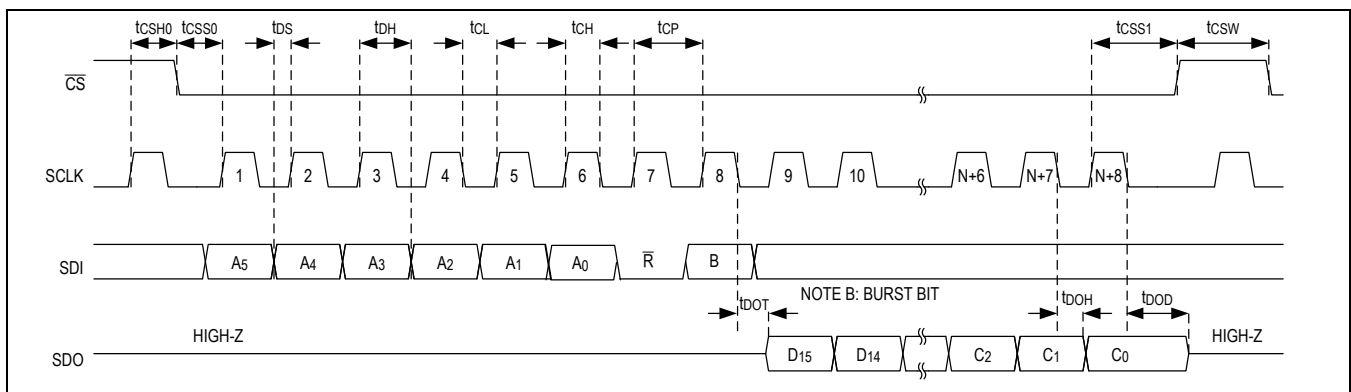 tCSH0 tCSS0 tDS tDH tCL tCH tCP tCSS1 tCSW
CS
SCLK 1 2 3 4 5 6 7 8 9 10 N+6 N+7 N+8
SDI A5 A4 A3 A2 A1 A0 R B
NOTE B: BURST BIT
tDOT tDOH tDOD
HIGH-Z HIGH-Z
SDO D15 D14 C2 C1 C0